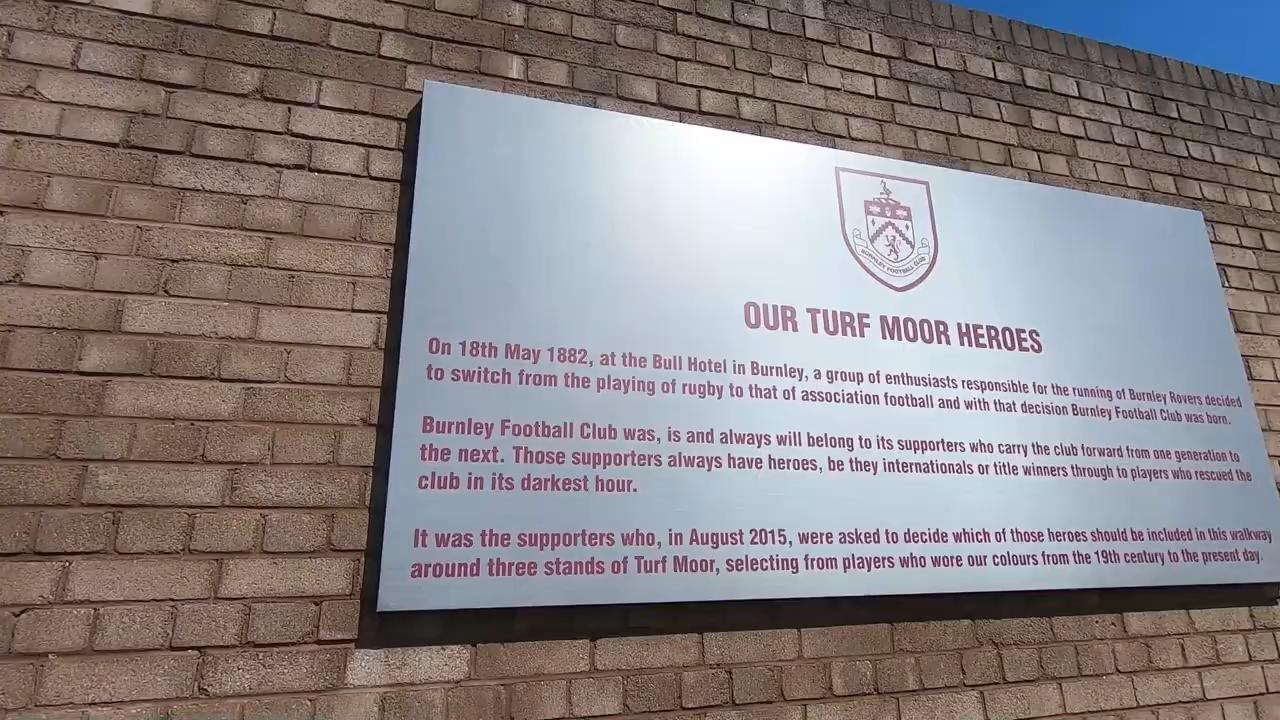 BURNLEY FOOTBALL CLUB
OUR TURF MOOR HEROES
On 18th May 1882, at the Bull Hotel in Burnley, a group of enthusiasts responsible for the running of Burnley Rovers decided
to switch from the playing of rugby to that of association football and with that decision Burnley Football Club was born.
Burnley Football Club was, is and always will belong to its supporters who carry the club forward from one generation to
the next. Those supporters always have heroes, be they internationals or title winners through to players who rescued the
club in its darkest hour.
It was the supporters who, in August 2015, were asked to decide which of those heroes should be included in this walkway
around three stands of Turf Moor, selecting from players who wore our colours from the 19th century to the present day.